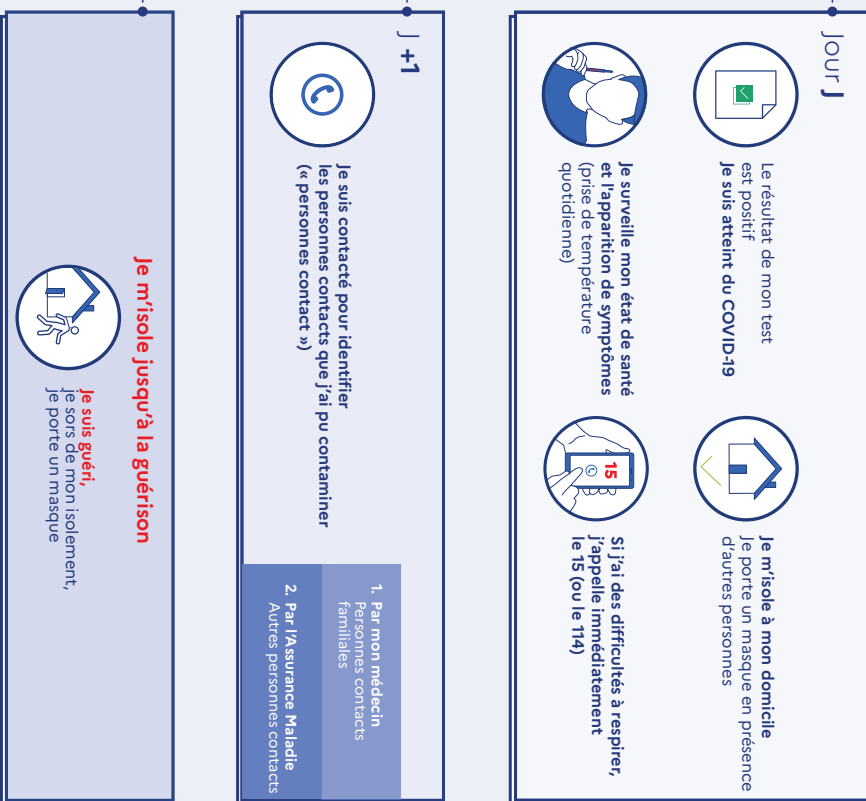 Jour J
Le résultat de mon test
est positif
Je suis atteint du COVID-19
Je m'isole à mon domicile
Je porte un masque en présence
d'autres personnes
Je surveille mon état de santé
et l'apparition de symptômes
(prise de température
quotidienne)
15
Si j'ai des difficultés à respirer,
j'appelle immédiatement
le 15 (ou le 114)
J +1
Je suis contacté pour identifier
les personnes contacts que j'ai pu contaminer
(« personnes contact »)
1. Par mon médecin
Personnes contacts
familiales
2. Par l'Assurance Maladie
Autres personnes contacts
Je m'isole jusqu'à la guérison
Je suis guéri,
je sors de mon isolement,
je porte un masque